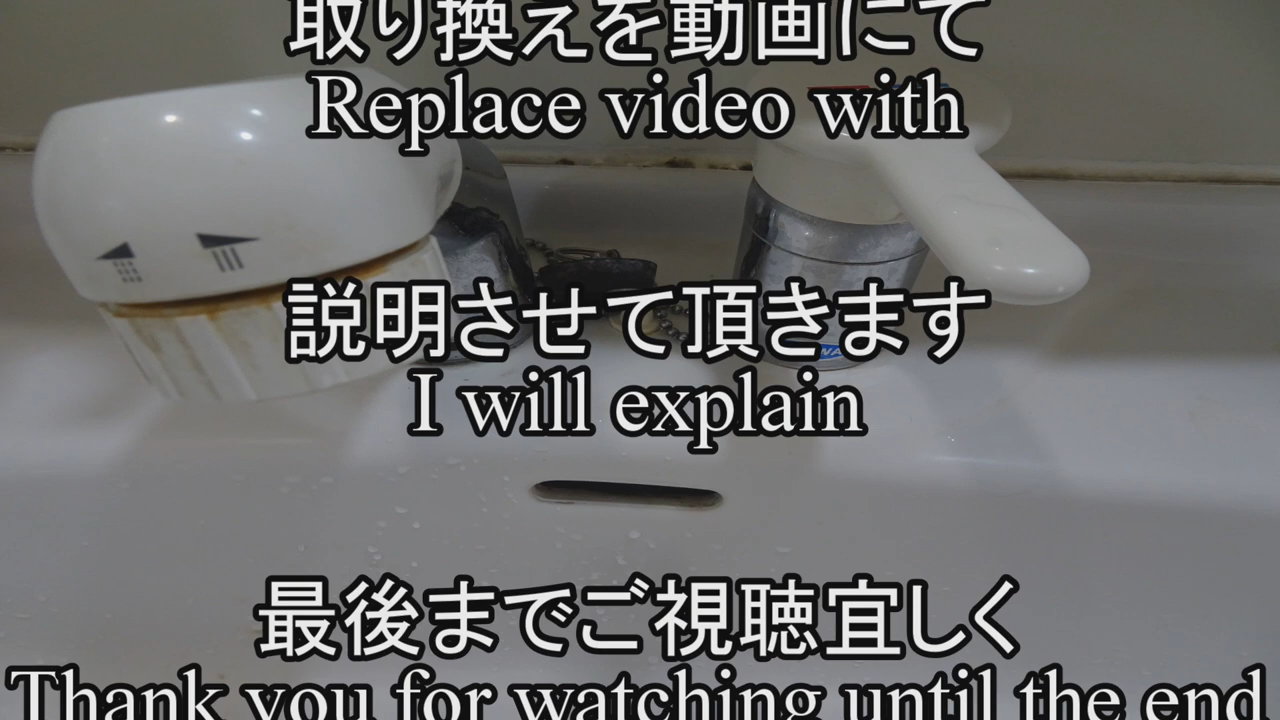 取り換えを動画にて
Replace video with
説明させて頂きます
I will explain
最後までご視聴宜しく
Thank you for watching until the end